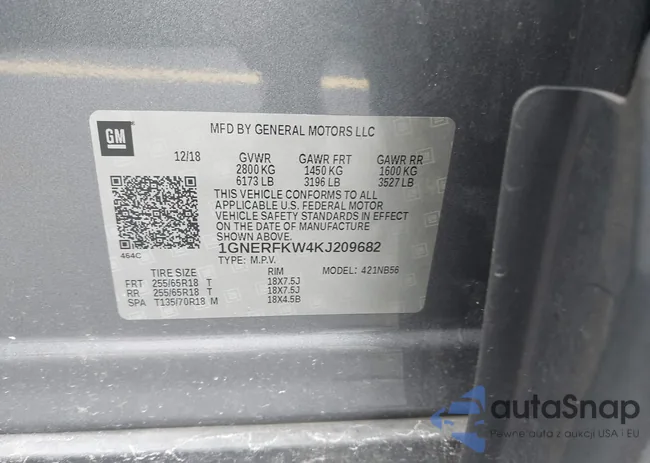 GM
MFD BY GENERAL MOTORS LLC
12/18 GVWR GAWR FRT GAWR RR
2800 KG 1450 KG 1600 KG
6173 LB 3196 LB 3527 LB
THIS VEHICLE CONFORMS TO ALL
APPLICABLE U.S. FEDERAL MOTOR
VEHICLE SAFETY STANDARDS IN EFFECT
ON THE DATE OF MANUFACTURE
SHOWN ABOVE.
1GNERFKW4KJ209682
464C
TYPE: M.P.V. MODEL: 421NB56
TIRE SIZE RIM
FRT 255/65R18 T 18X7.5J
RR 255/65R18 T 18X7.5J
SPA T135/70R18 M 18X4.5B
autaSnap
Pewne auta z aukcji USA i EU